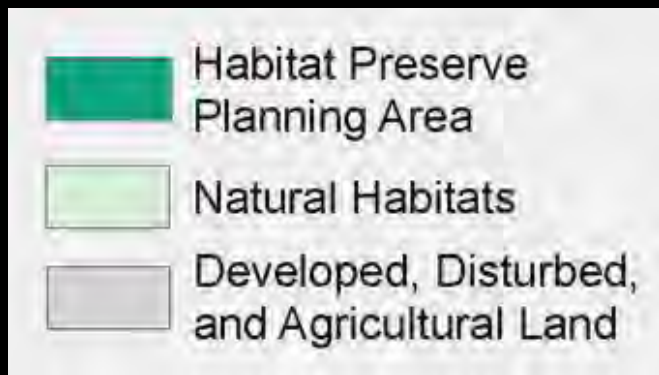 Habitat Preserve
Planning Area
Natural Habitats
Developed, Disturbed,
and Agricultural Land